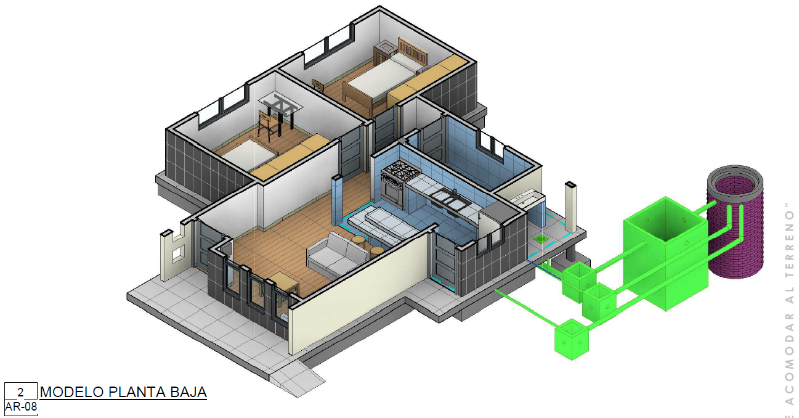 2
AR-08
MODELO PLANTA BAJA
ACOMODAR AL TERRENO"